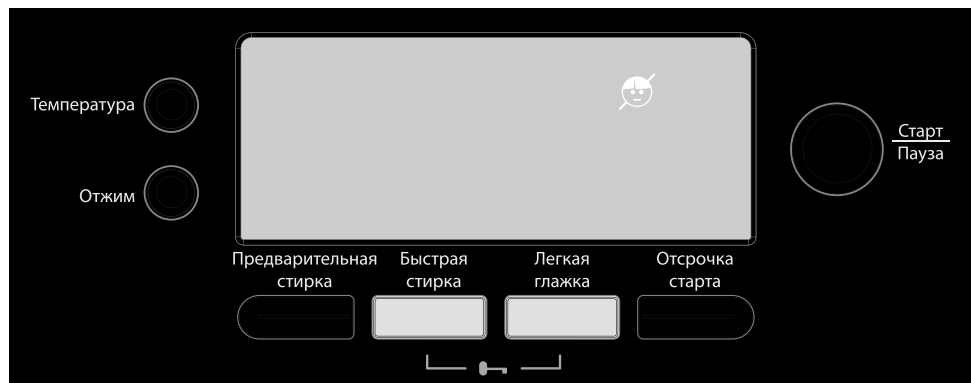 Температура
Старт
Пауза
Отжим
Предварительная
стирка
Быстрая
стирка
Легкая
глажка
Отсрочка
старта